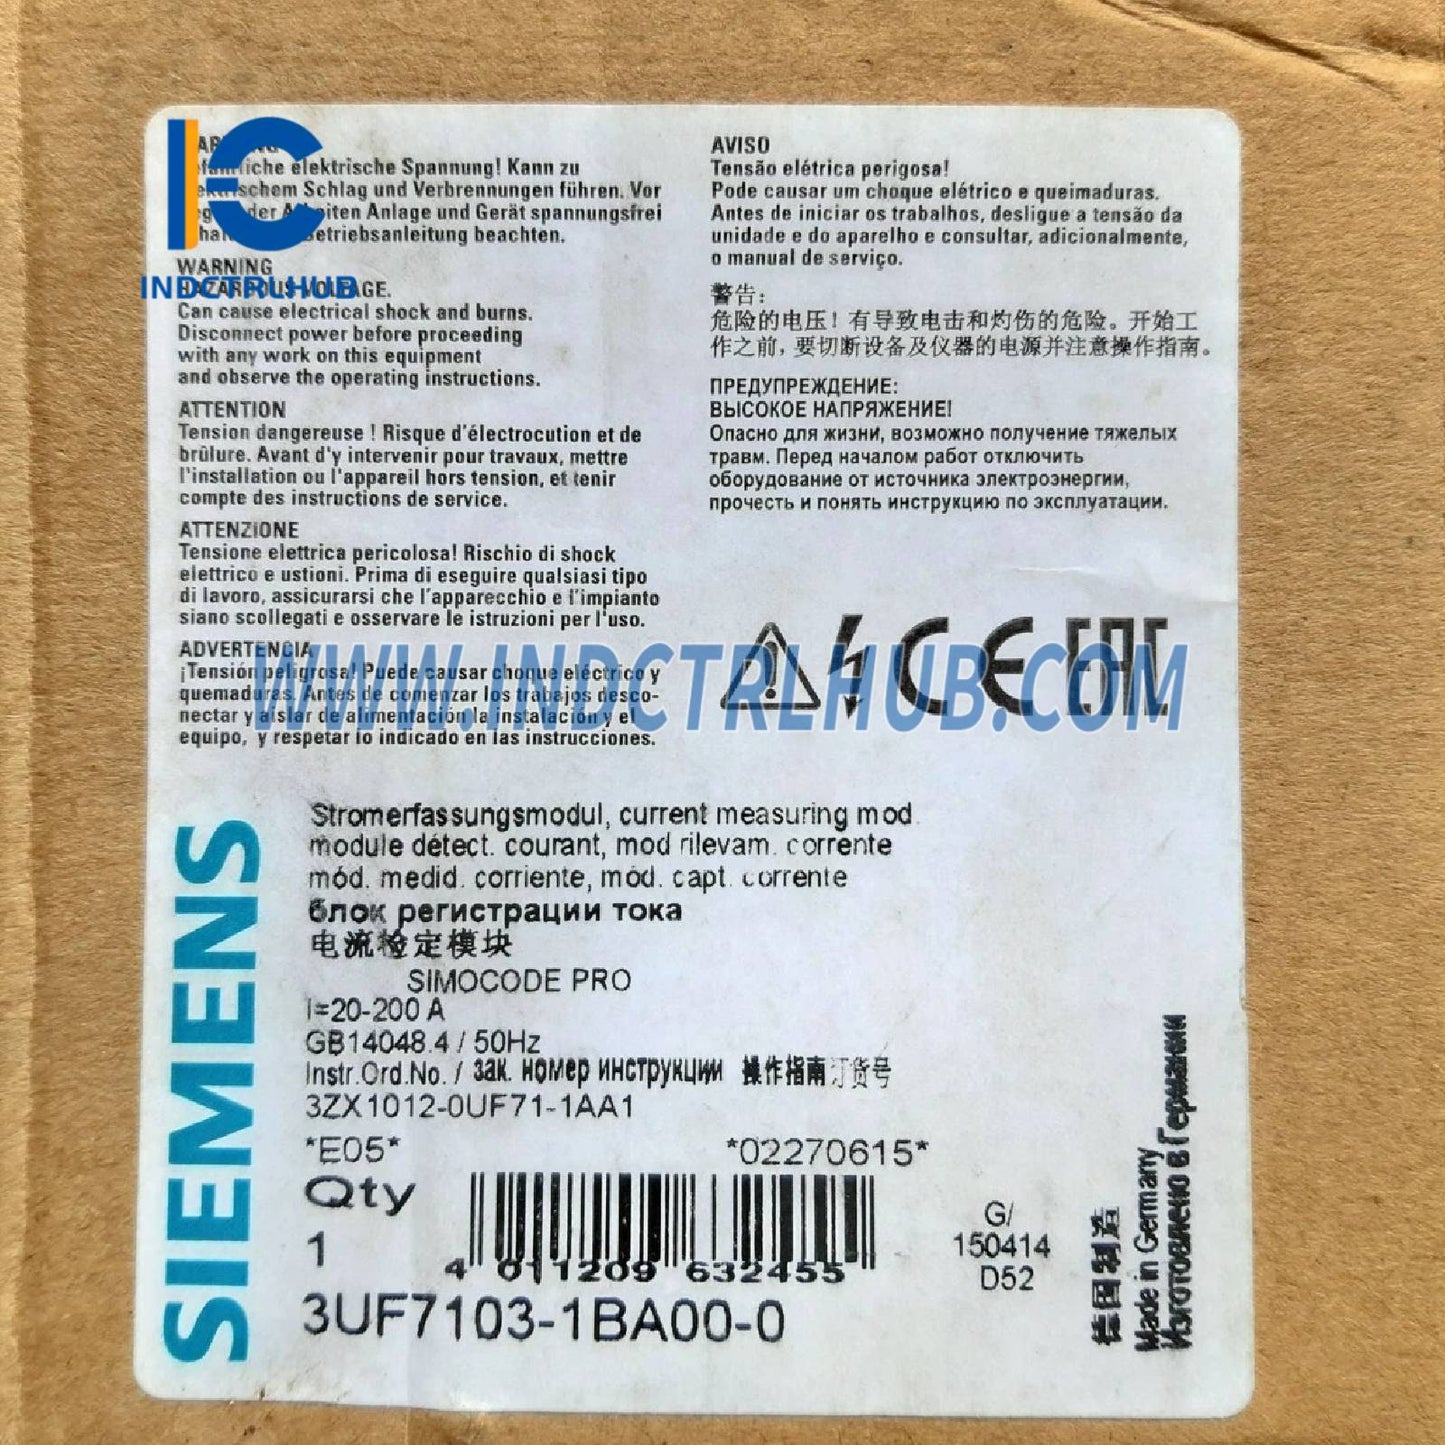 INDCTRLHUB
elektrische Spannung! Kann zu
Schlag und Verbrennungen führen. Vor
der Arbeiten Anlage und Gerät spannungsfrei
Betriebsanleitung beachten.
WARNING
HAZARDOUS VOLTAGE.
Can cause electrical shock and burns.
Disconnect power before proceeding
with any work on this equipment
and observe the operating instructions.
ATTENTION
Tension dangereuse ! Risque d'électrocution et de
brûlure. Avant d'y intervenir pour travaux, mettre
l'installation ou l'appareil hors tension, et tenir
compte des instructions de service.
ATTENZIONE
Tensione elettrica pericolosa! Rischio di shock
elettrico e ustioni. Prima di eseguire qualsiasi tipo
di lavoro, assicurarsi che l'apparecchio e l'impianto
siano scollegati e osservare le istruzioni per l'uso.
ADVERTENCIA
¡Tensión peligrosa! Puede causar choque eléctrico y
quemaduras. Antes de comenzar los trabajos desco-
nectar y aislar de alimentación la instalación y el
equipo, y respetar lo indicado en las instrucciones.
AVISO
Tensão elétrica perigosa!
Pode causar um choque elétrico e queimaduras.
Antes de iniciar os trabalhos, desligue a tensão da
unidade e do aparelho e consultar, adicionalmente,
o manual de serviço.
警告：
危险的电压！有导致电击和灼伤的危险。开始工
作之前，要切断设备及仪器的电源并注意操作指南。
ПРЕДУПРЕЖДЕНИЕ:
ВЫСОКОЕ НАПРЯЖЕНИЕ!
Опасно для жизни, возможно получение тяжелых
травм. Перед началом работ отключить
оборудование от источника электроэнергии,
прочесть и понять инструкцию по эксплуатации.
CE EAC
WWW.INDCTRLHUB.COM
SIEMENS
Stromerfassungsmodul, current measuring mod
module détect. courant, mod rilevam. corrente
mód. medid. corriente, mód. capt. corrente
блок регистрации тока
电流检定模块
SIMOCODE PRO
I=20-200 A
GB14048.4 / 50Hz
Instr.Ord.No. / зак. номер инструкции 操作指南订货号
3ZX1012-0UF71-1AA1
*E05* *02270615*
Qty
1
4 011209 632455
3UF7103-1BA00-0
G/
150414
D52
德国制造
Made in Germany
Изготовлено в Германии